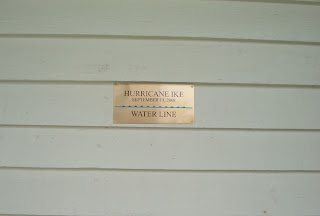 HURRICANE IKE
SEPTEMBER 13, 2008
WATER LINE